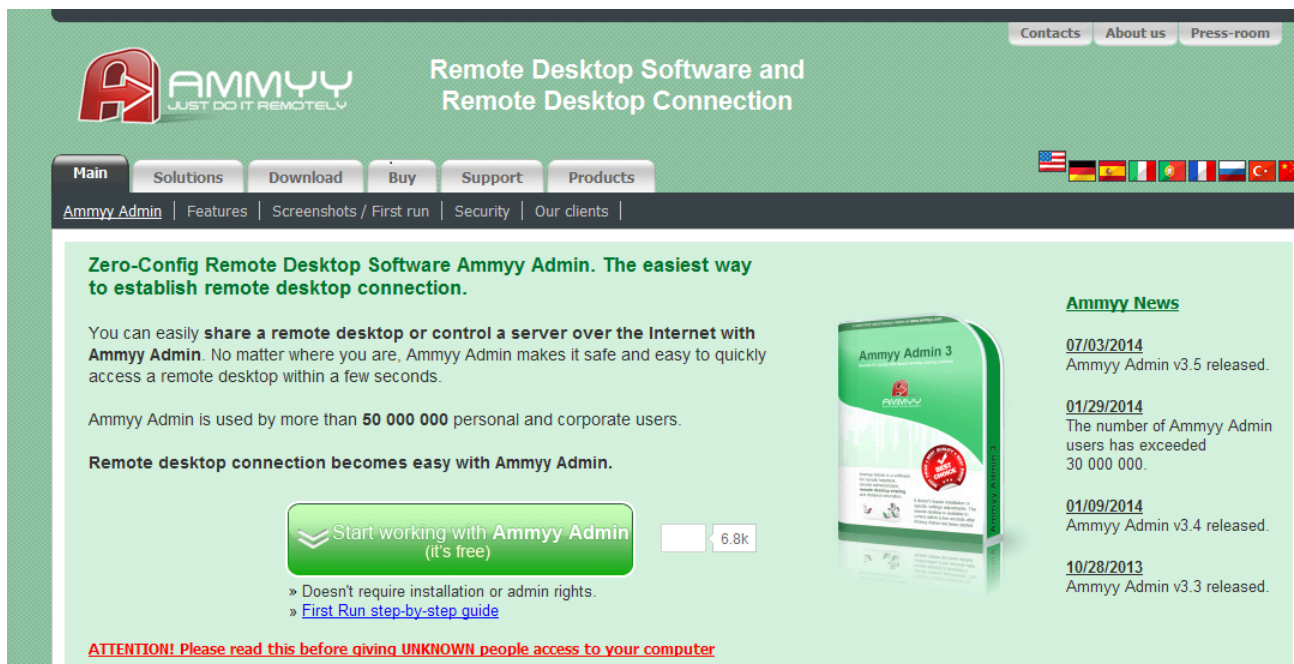 Contacts
About us
Press-room
AMMYY
JUST DO IT REMOTELY
Remote Desktop Software and
Remote Desktop Connection
Main
Solutions
Download
Buy
Support
Products
Ammyy Admin
Features
Screenshots / First run
Security
Our clients
Zero-Config Remote Desktop Software Ammyy Admin. The easiest way
to establish remote desktop connection.
You can easily share a remote desktop or control a server over the Internet with
Ammyy Admin. No matter where you are, Ammyy Admin makes it safe and easy to quickly
access a remote desktop within a few seconds.
Ammyy Admin is used by more than 50 000 000 personal and corporate users.
Remote desktop connection becomes easy with Ammyy Admin.
Start working with Ammyy Admin
(it's free)
6.8k
» Doesn't require installation or admin rights.
» First Run step-by-step guide
ATTENTION! Please read this before giving UNKNOWN people access to your computer
Ammyy Admin 3
AMMYY
BEST CHOICE
Ammyy Admin 3
Ammyy News
07/03/2014
Ammyy Admin v3.5 released.
01/29/2014
The number of Ammyy Admin
users has exceeded
30 000 000.
01/09/2014
Ammyy Admin v3.4 released.
10/28/2013
Ammyy Admin v3.3 released.